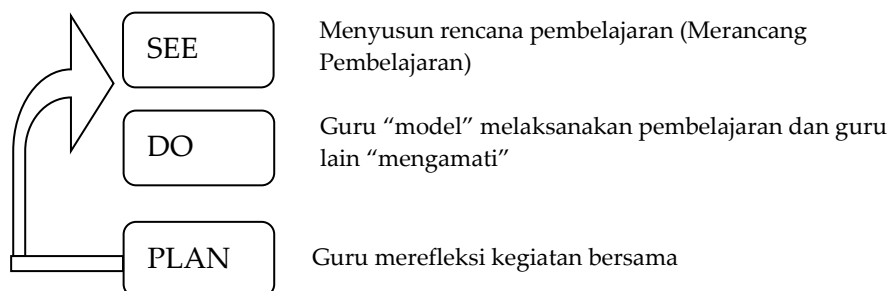 SEE
Menyusun rencana pembelajaran (Merancang
Pembelajaran)
DO
Guru “model” melaksanakan pembelajaran dan guru
lain “mengamati”
PLAN
Guru merefleksi kegiatan bersama